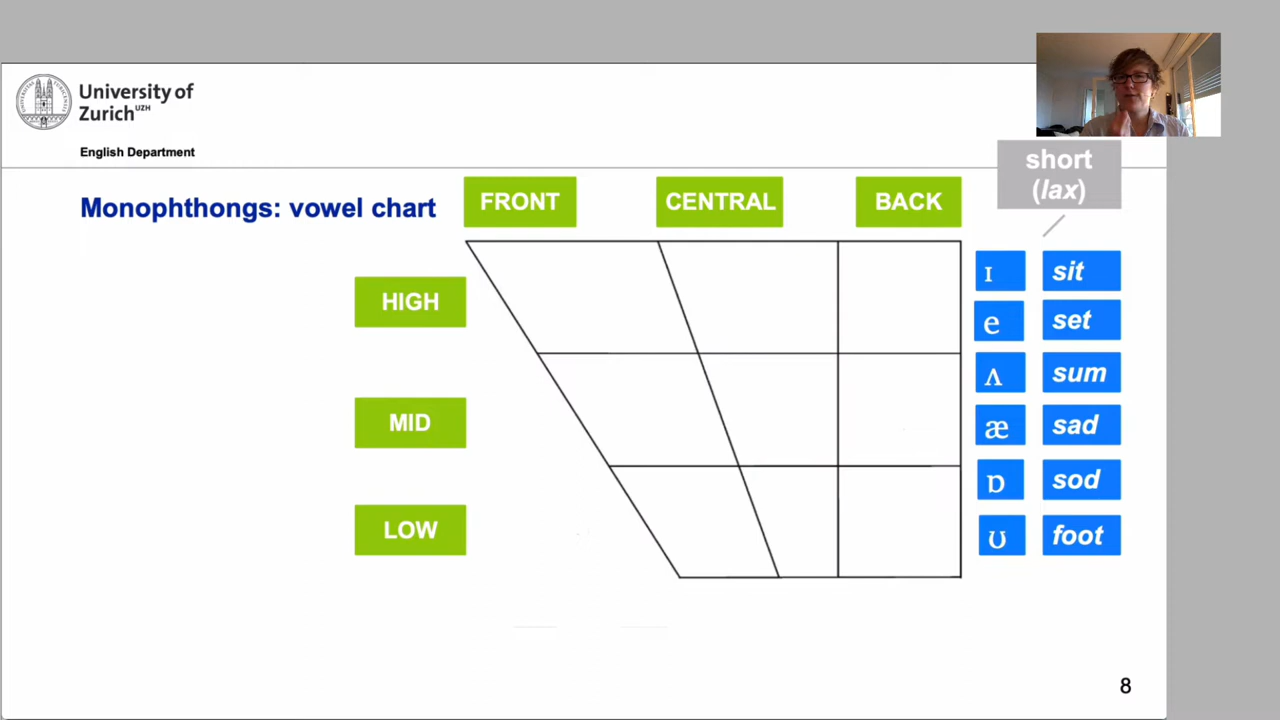 University of
Zurich UZH
English Department
Monophthongs: vowel chart
FRONT
CENTRAL
BACK
short
(lax)
HIGH
MID
LOW
ɪ sit
e set
ʌ sum
æ sad
ɒ sod
ʊ foot
8